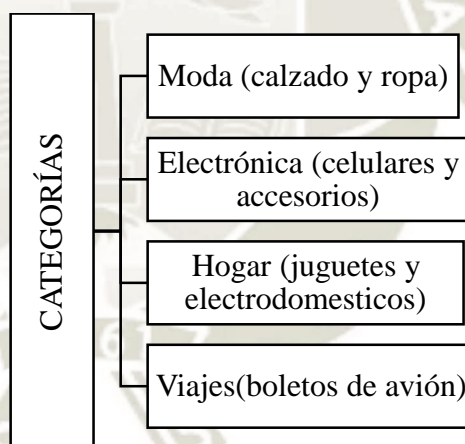 CATEGORÍAS
Moda (calzado y ropa)
Electrónica (celulares y
accesorios)
Hogar (juguetes y
electrodomesticos)
Viajes(boletos de avión)